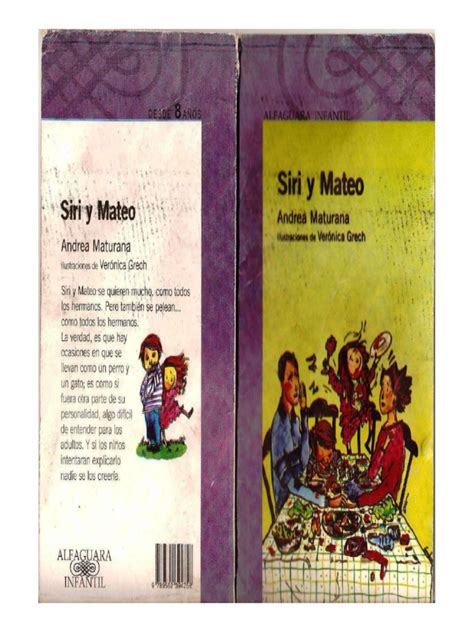 DESDE 8 AÑOS
Siri y Mateo
Andrea Maturana
Ilustraciones de Verónica Grech
Siri y Mateo se quieren mucho, como todos
los hermanos. Pero también se pelean...
como todos los hermanos.
La verdad, es que hay
ocasiones en que se
llevan como un perro y
un gato; es como si
fuera otra parte de su
personalidad, algo difícil
de entender para los
adultos. Y si los niños
intentaran explicarlo
nadie se los creería.
ALFAGUARA
INFANTIL
ALFAGUARA INFANTIL
Siri y Mateo
Andrea Maturana
Ilustraciones de Verónica Grech